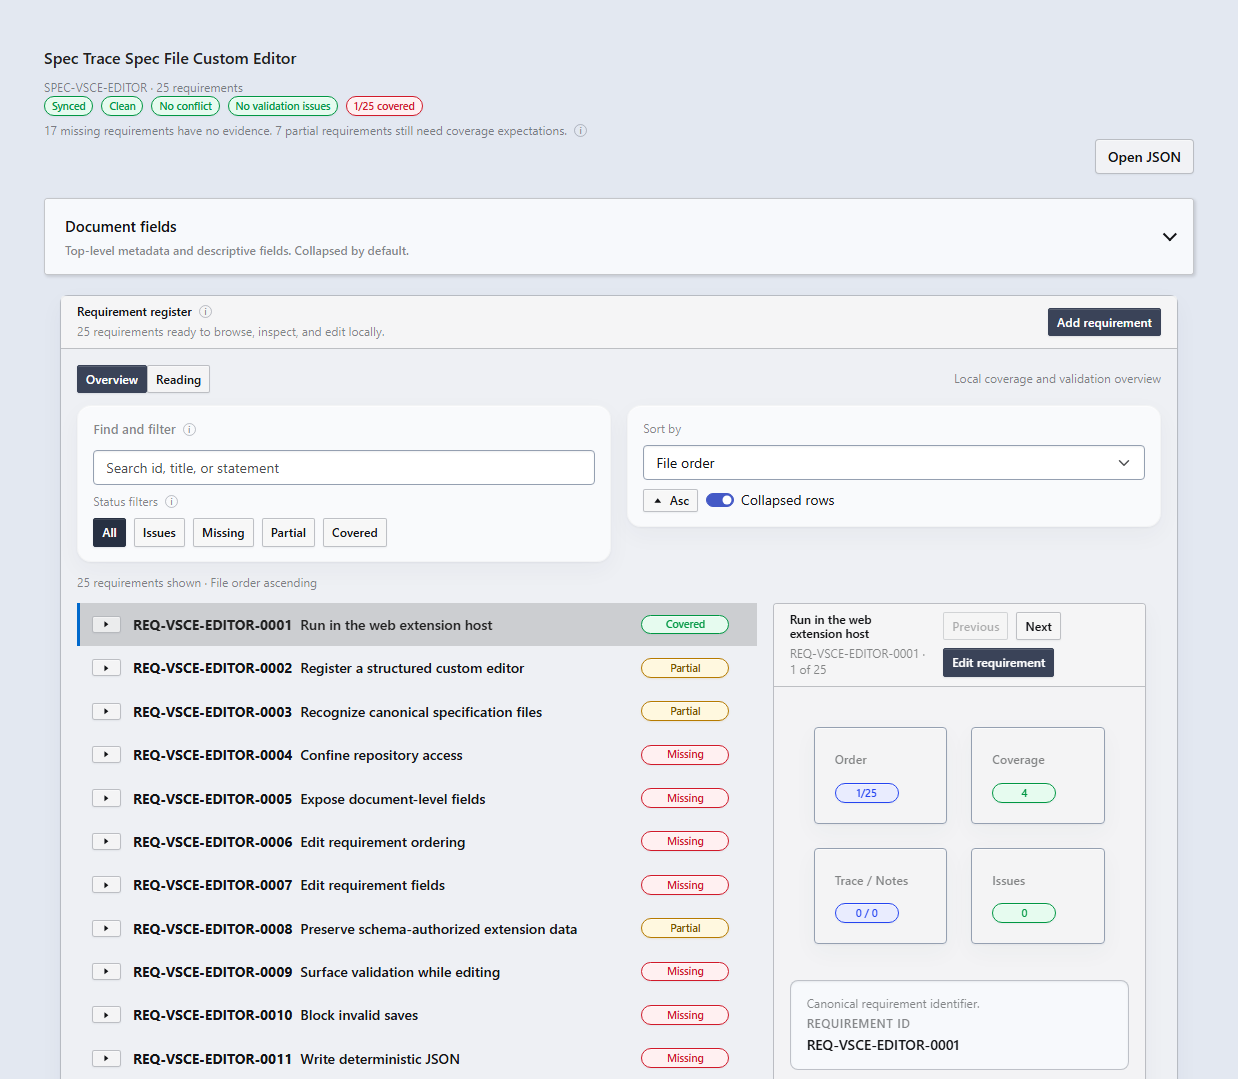 Spec Trace Spec File Custom Editor
SPEC-VSCE-EDITOR · 25 requirements
Synced Clean No conflict No validation issues 1/25 covered
17 missing requirements have no evidence. 7 partial requirements still need coverage expectations.
Open JSON
Document fields
Top-level metadata and descriptive fields. Collapsed by default.
Requirement register
25 requirements ready to browse, inspect, and edit locally.
Add requirement
Overview Reading
Local coverage and validation overview
Find and filter
Search id, title, or statement
Status filters
All Issues Missing Partial Covered
Sort by
File order
Asc Collapsed rows
25 requirements shown · File order ascending
REQ-VSCE-EDITOR-0001 Run in the web extension host Covered
REQ-VSCE-EDITOR-0002 Register a structured custom editor Partial
REQ-VSCE-EDITOR-0003 Recognize canonical specification files Partial
REQ-VSCE-EDITOR-0004 Confine repository access Missing
REQ-VSCE-EDITOR-0005 Expose document-level fields Missing
REQ-VSCE-EDITOR-0006 Edit requirement ordering Missing
REQ-VSCE-EDITOR-0007 Edit requirement fields Missing
REQ-VSCE-EDITOR-0008 Preserve schema-authorized extension data Partial
REQ-VSCE-EDITOR-0009 Surface validation while editing Missing
REQ-VSCE-EDITOR-0010 Block invalid saves Missing
REQ-VSCE-EDITOR-0011 Write deterministic JSON Missing
Run in the web
extension host
REQ-VSCE-EDITOR-0001 ·
1 of 25
Previous Next
Edit requirement
Order
1/25
Coverage
4
Trace / Notes
0 / 0
Issues
0
Canonical requirement identifier.
REQUIREMENT ID
REQ-VSCE-EDITOR-0001